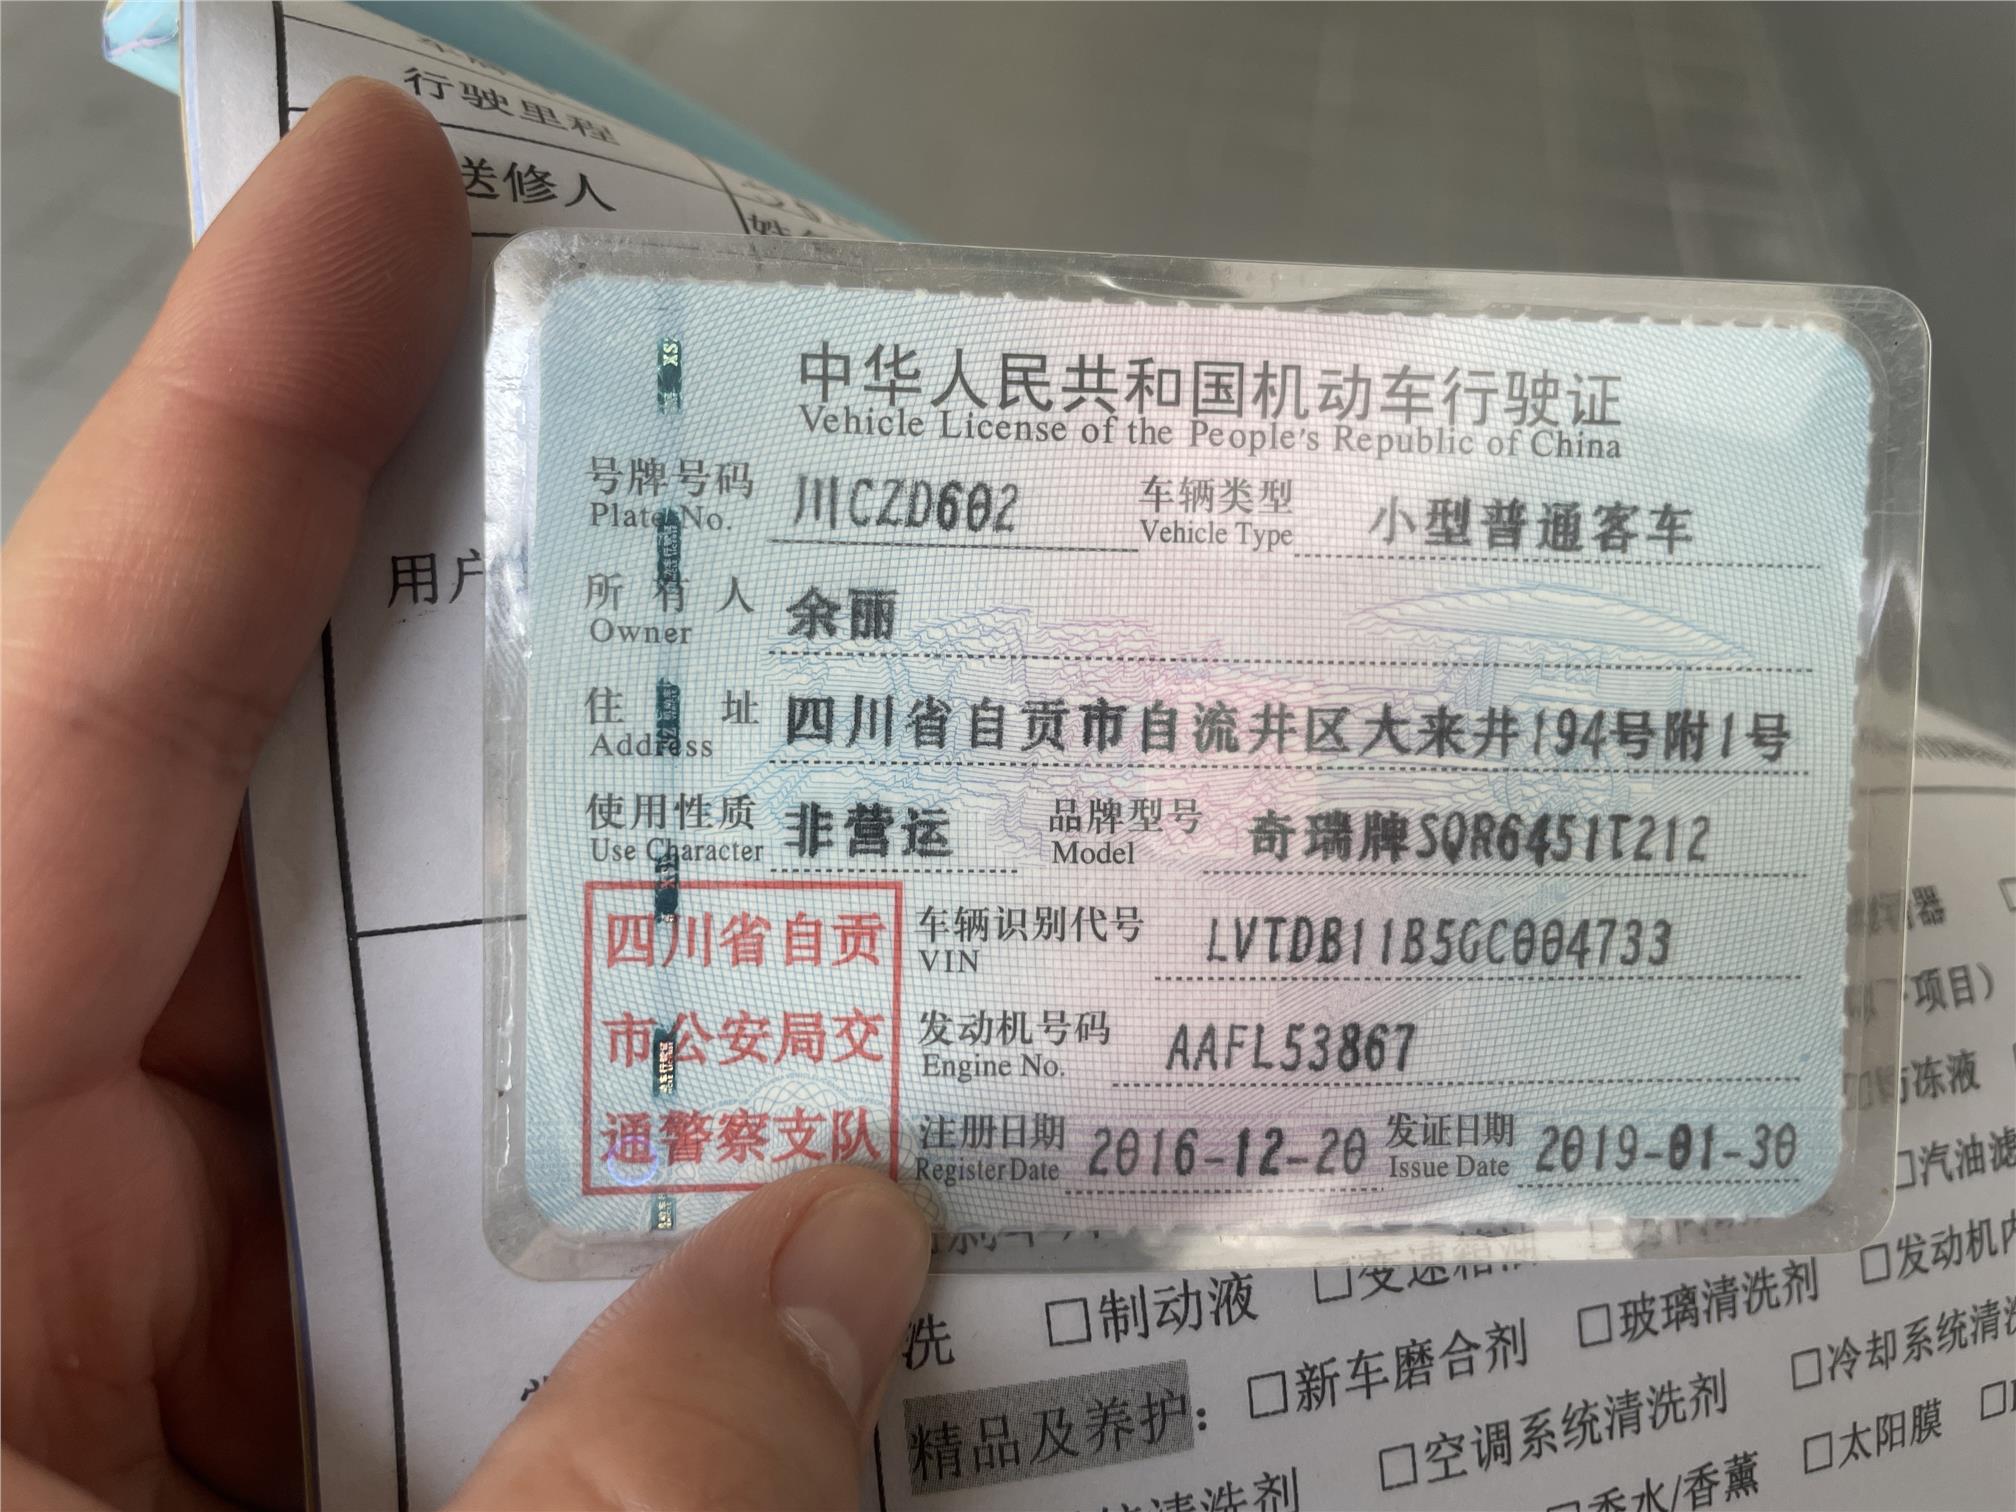 行驶里程
送修人
用户
中华人民共和国机动车行驶证
Vehicle License of the People's Republic of China
号牌号码 川CZD602 车辆类型 小型普通客车
Plate No. Vehicle Type
所有人 余丽
Owner
住址 四川省自贡市自流井区大来井194号附1号
Address
使用性质 非营运 品牌型号 奇瑞牌SQR6451T212
Use Character Model
四川省自贡
市公安局交
通警察支队
车辆识别代号 LVTDB11B5GC004733
VIN
发动机号码 AAFL53867
Engine No.
注册日期 2016-12-20 发证日期 2019-01-30
Register Date Issue Date
项目）
冻液
□汽油滤
洗 □制动液 □变速箱油
□玻璃清洗剂 □发动机内
精品及养护： □新车磨合剂
□冷却系统清洗
□空调系统清洗剂
□太阳膜
清洗剂
香水/香薰